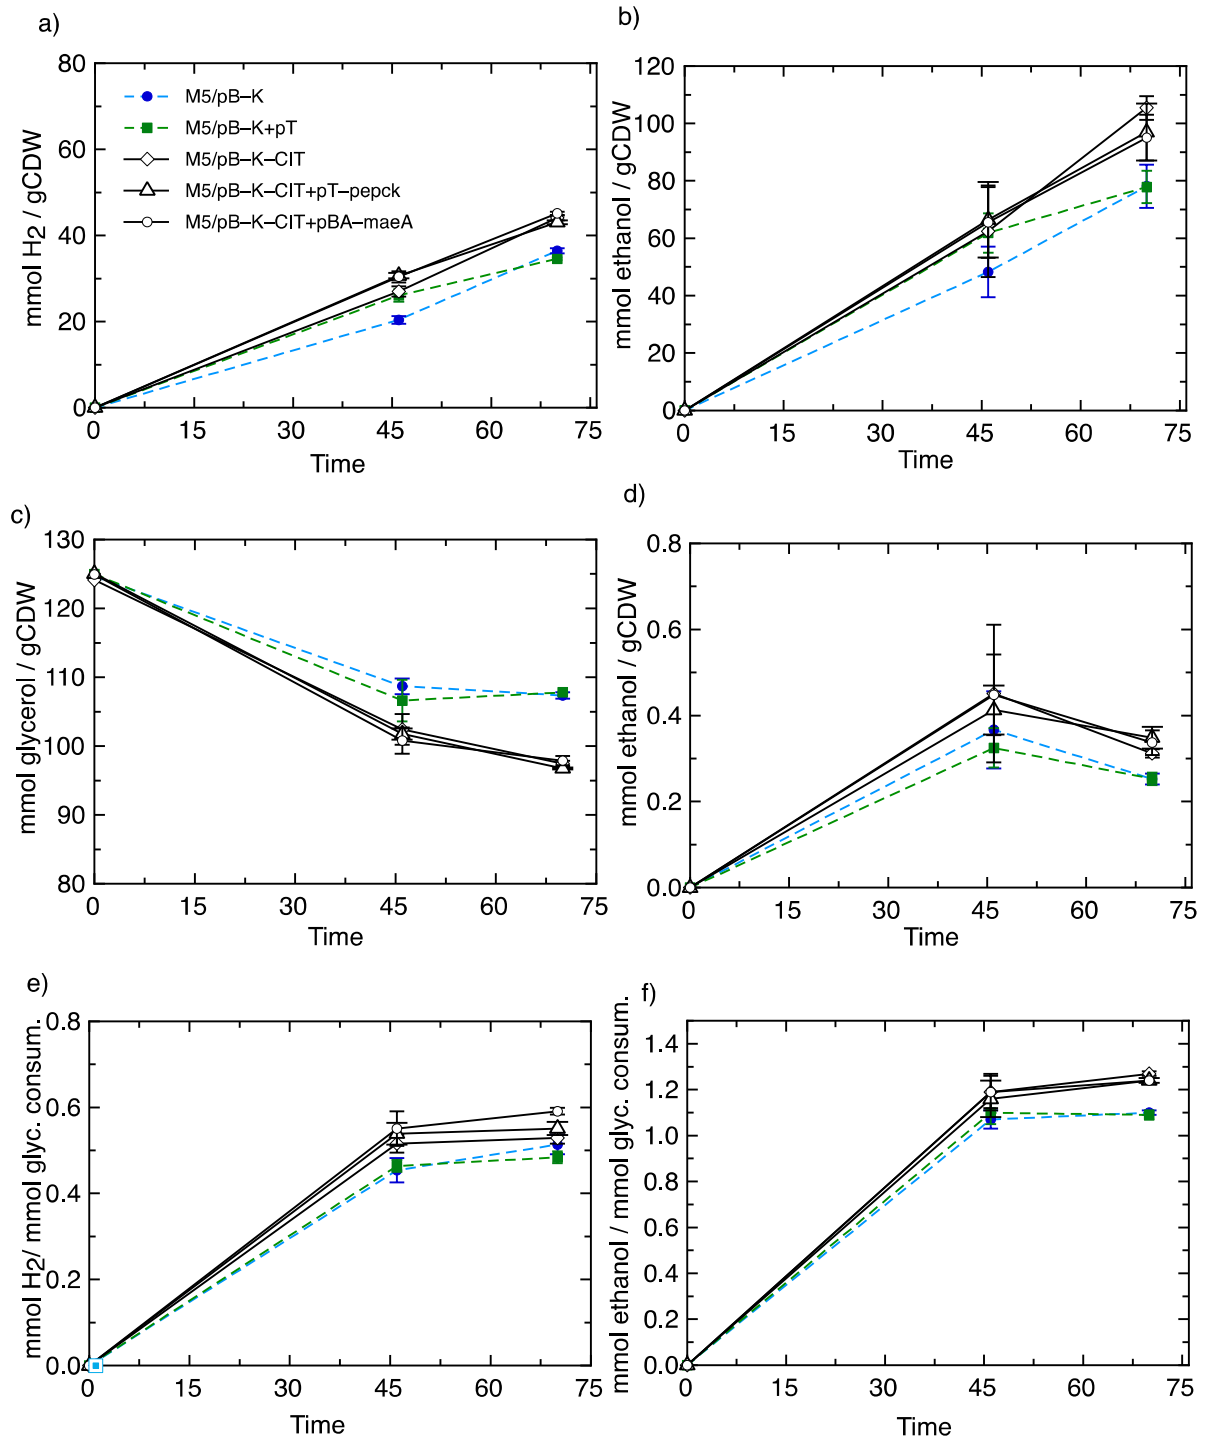 a)
80
60
40
20
0
mmol H2 / gCDW
M5/pB–K
M5/pB–K+pT
M5/pB–K–CIT
M5/pB–K–CIT+pT–pepck
M5/pB–K–CIT+pBA–maeA
0 15 30 45 60 75
Time
b)
120
100
80
60
40
20
0
mmol ethanol / gCDW
0 15 30 45 60 75
Time
c)
130
120
110
100
90
80
mmol glycerol / gCDW
0 15 30 45 60 75
Time
d)
0.8
0.6
0.4
0.2
0.0
mmol ethanol / gCDW
0 15 30 45 60 75
Time
e)
0.8
0.6
0.4
0.2
0.0
mmol H2/ mmol glyc. consum.
0 15 30 45 60 75
Time
f)
1.4
1.2
1.0
0.8
0.6
0.4
0.2
0.0
mmol ethanol / mmol glyc. consum.
0 15 30 45 60 75
Time